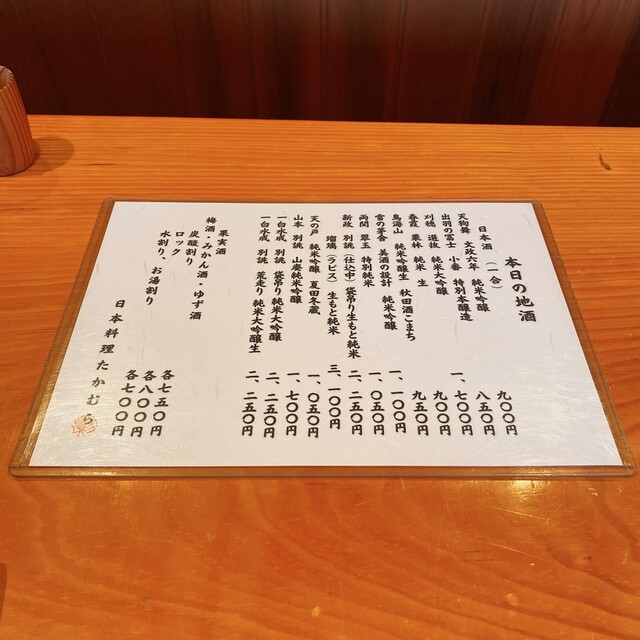 本日の地酒
日本酒 (一合)
天狗舞 文政六年 純米吟醸 九〇〇円
出羽の冨士 小番 特別本醸造 八五〇円
刈穂 選抜 純米大吟醸 一、七〇〇円
春霞 栗林 純米 生 九〇〇円
鳥海山 純米吟醸生 秋田酒こまち 九五〇円
雪の茅舎 美酒の設計 純米吟醸 一、一〇〇円
両関 翠玉 特別純米 一、〇五〇円
新政 別誂(仕込中)袋吊り生もと純米 二、二五〇円
瑠璃(ラピス) 生もと純米 三、一〇〇円
天の戸 純米吟醸 夏田冬蔵 一、〇五〇円
山本 別誂 山廃純米吟醸 一、七〇〇円
一白水成 別誂 袋吊り純米大吟醸 二、二五〇円
一白水成 別誂 荒走り 純米大吟醸生 二、二五〇円
果実酒
梅酒・みかん酒・ゆず酒
炭酸割り 各七五〇円
ロック 各八〇〇円
水割り、お湯割り 各七〇〇円
日本料理たかむら